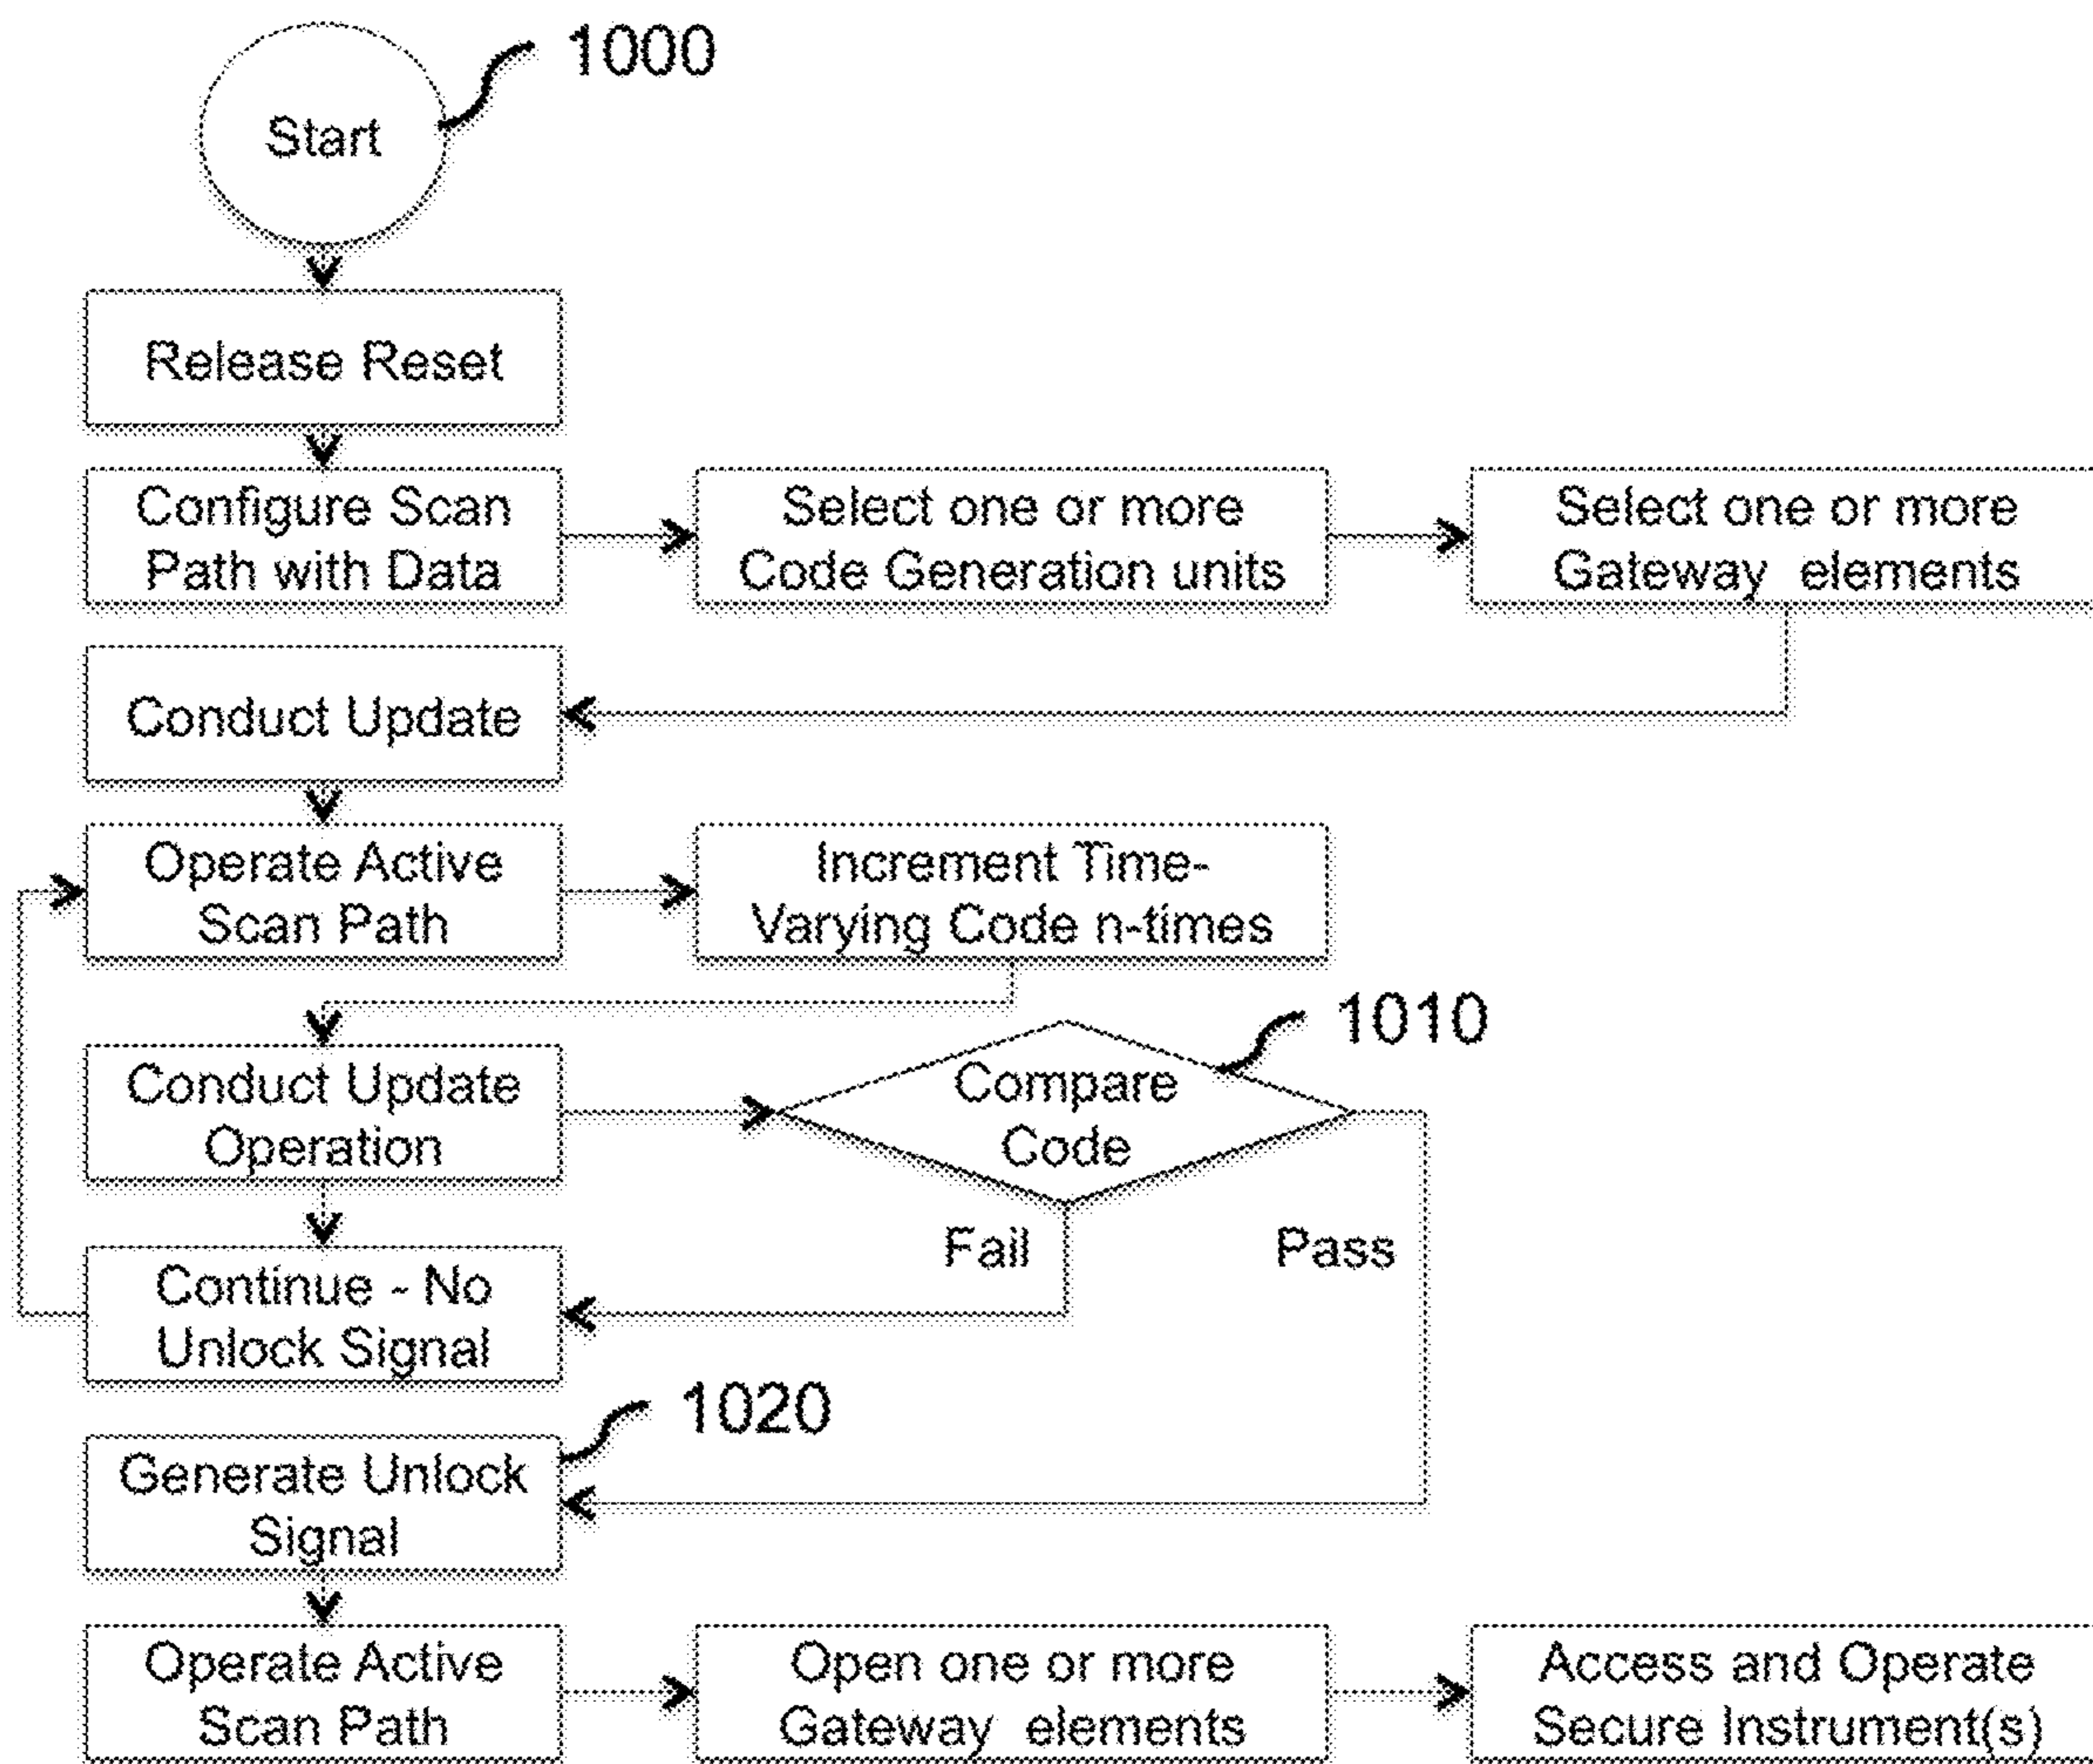 1000
Start
Release Reset
Configure Scan
Path with Data
Select one or more
Code Generation units
Select one or more
Gateway elements
Conduct Update
Operate Active
Scan Path
Increment Time-
Varying Code n-times
1010
Conduct Update
Operation
Compare
Code
Fail
Pass
Continue - No
Unlock Signal
1020
Generate Unlock
Signal
Operate Active
Scan Path
Open one or more
Gateway elements
Access and Operate
Secure Instrument(s)